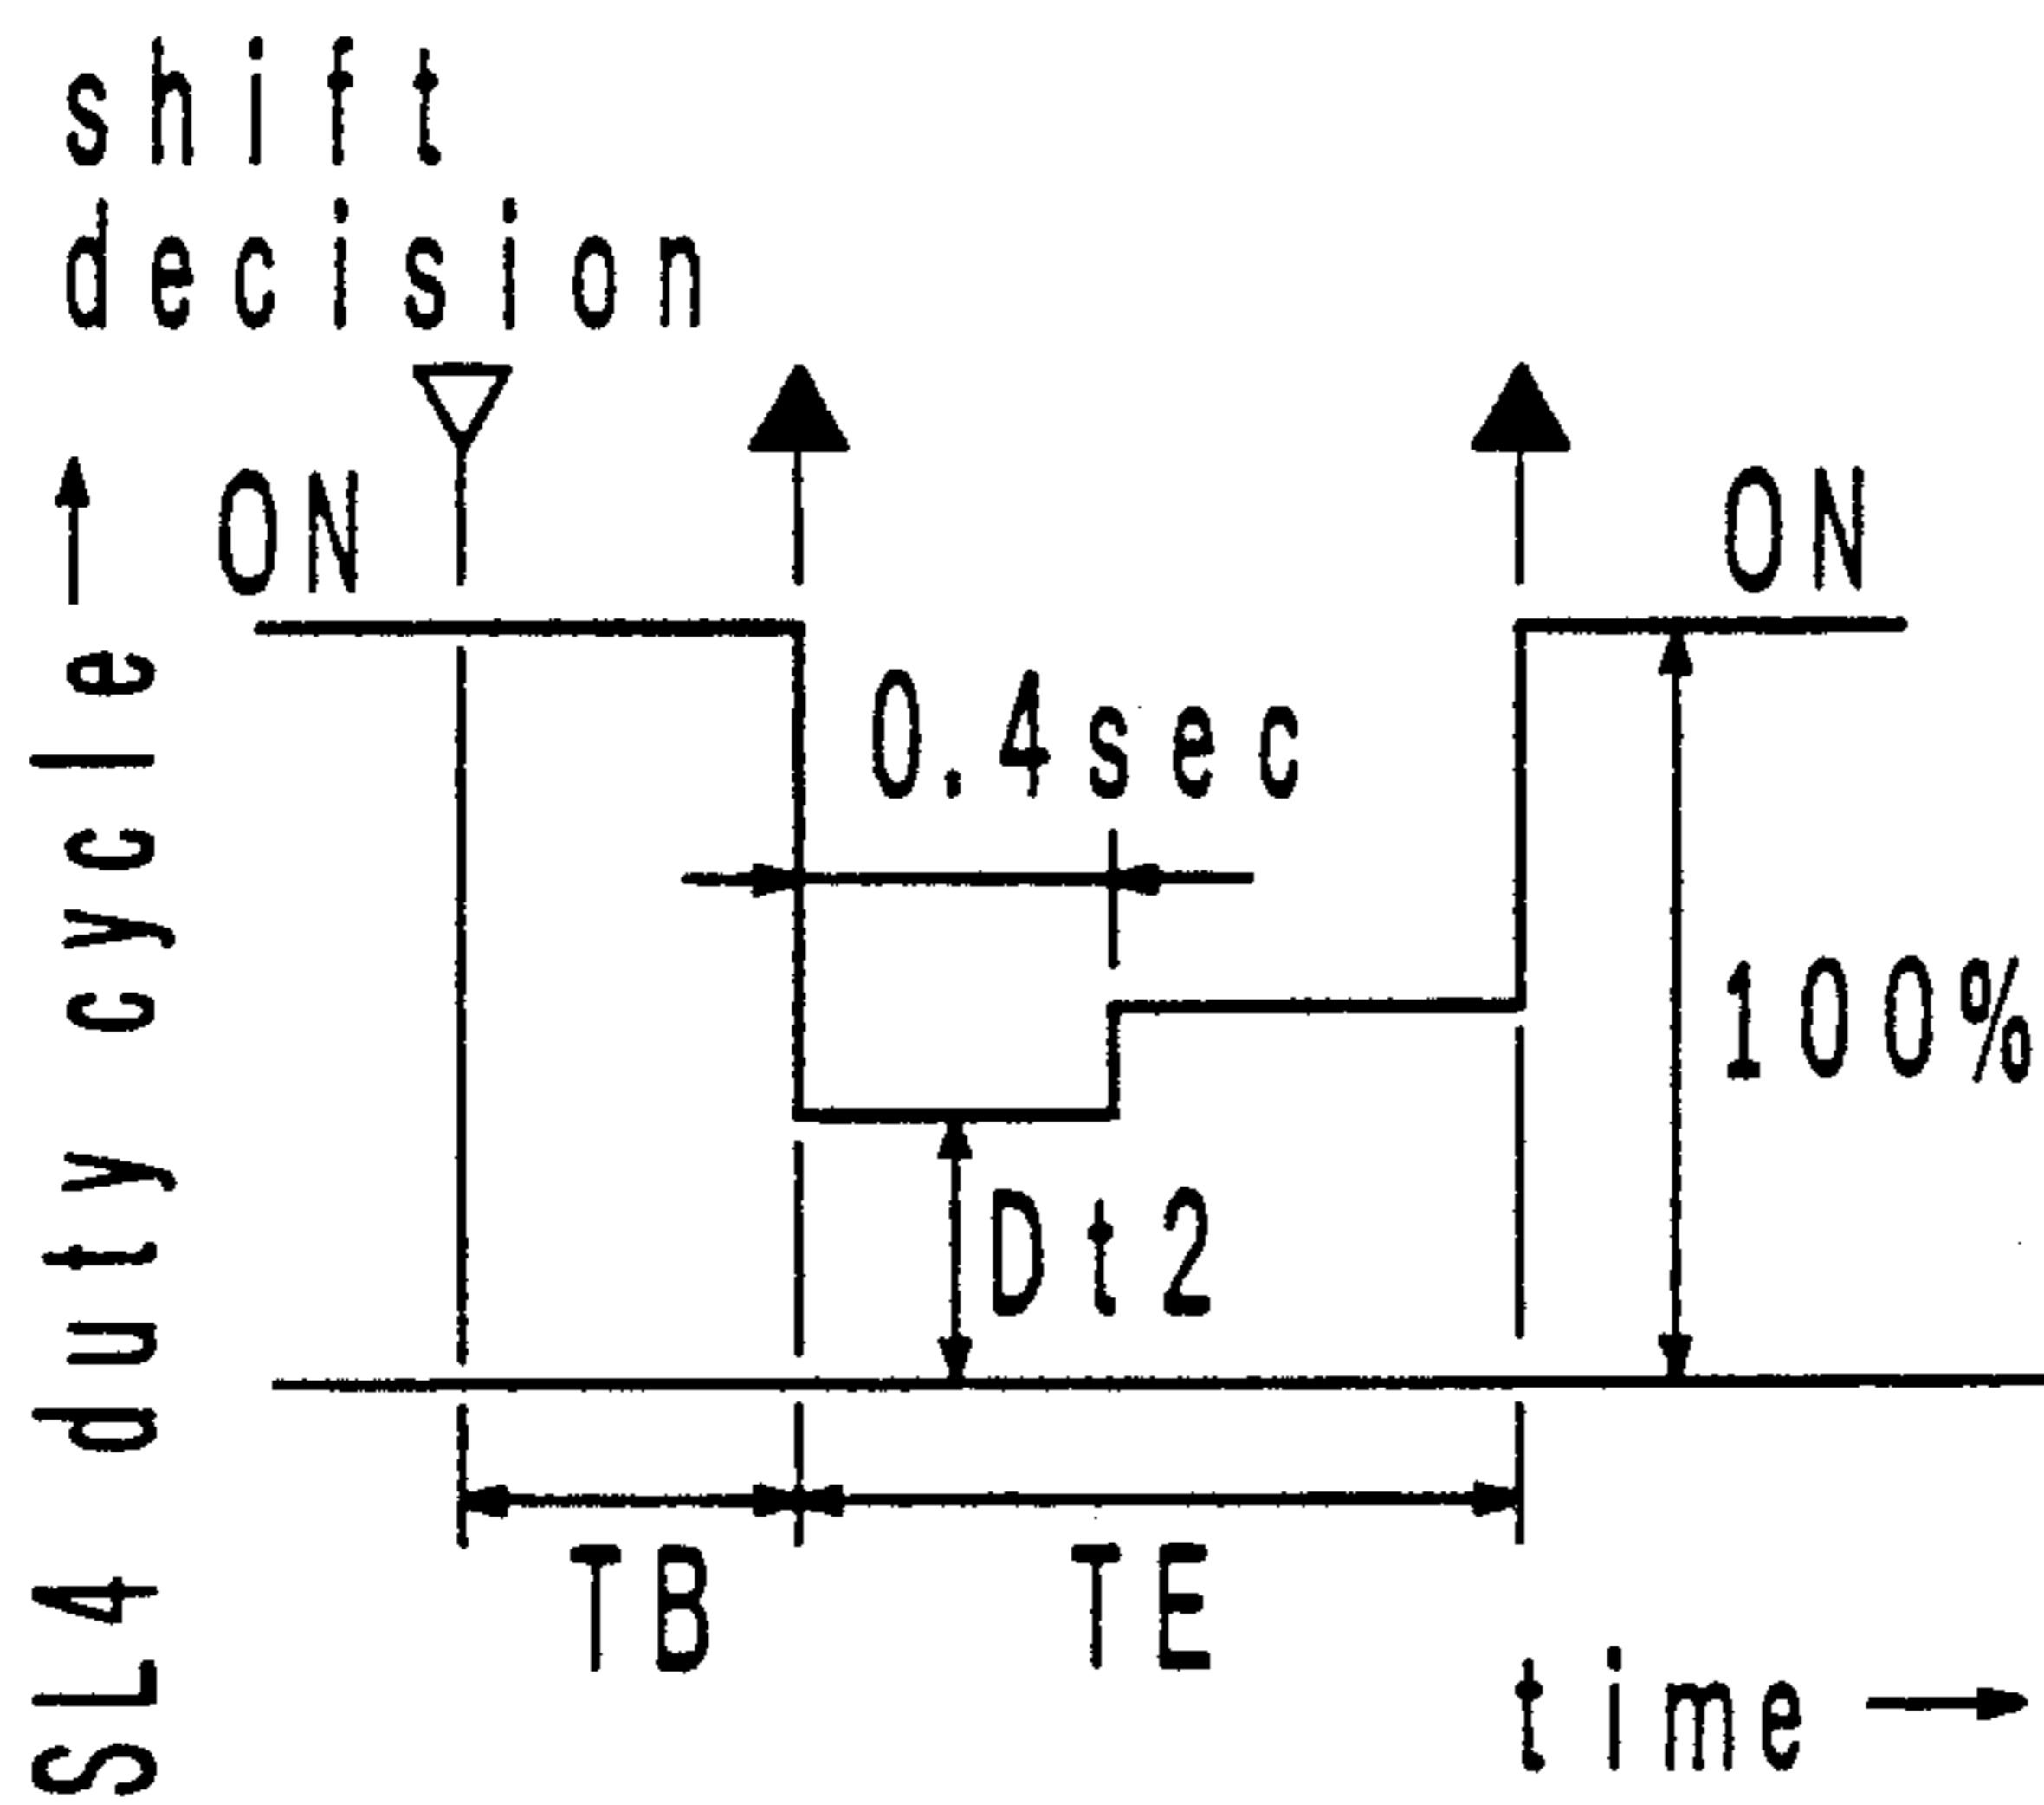 shift
decision
ON
ON
0.4sec
100%
Dt2
SL4 duty cycle
TB
TE
time